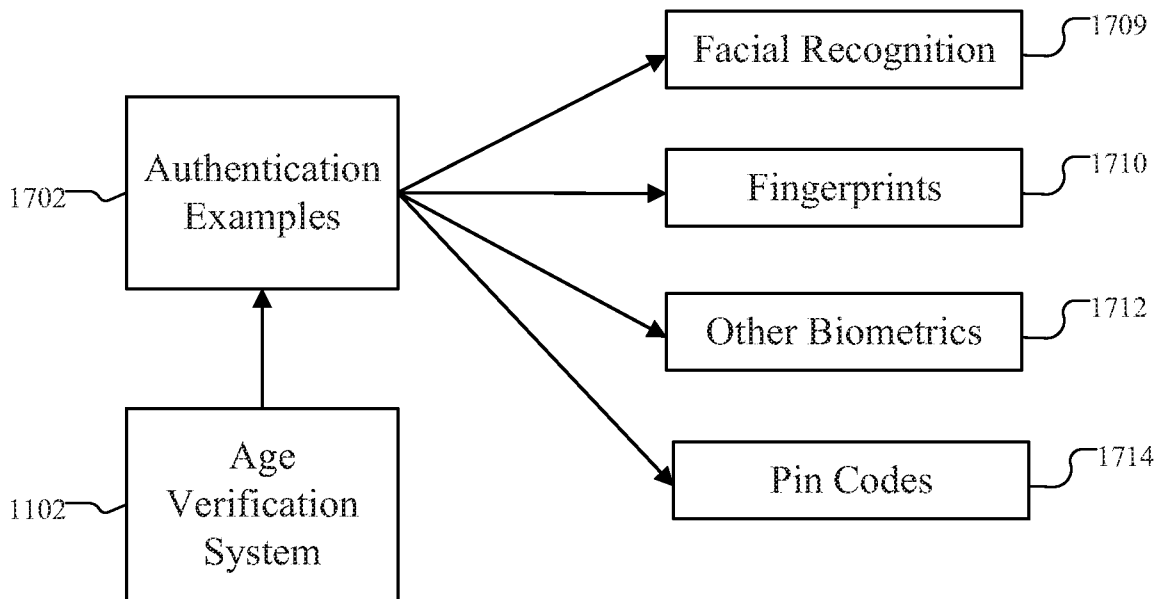 Facial Recognition
1709
Authentication
Examples
1702
Fingerprints
1710
Other Biometrics
1712
Age
Verification
System
1102
Pin Codes
1714